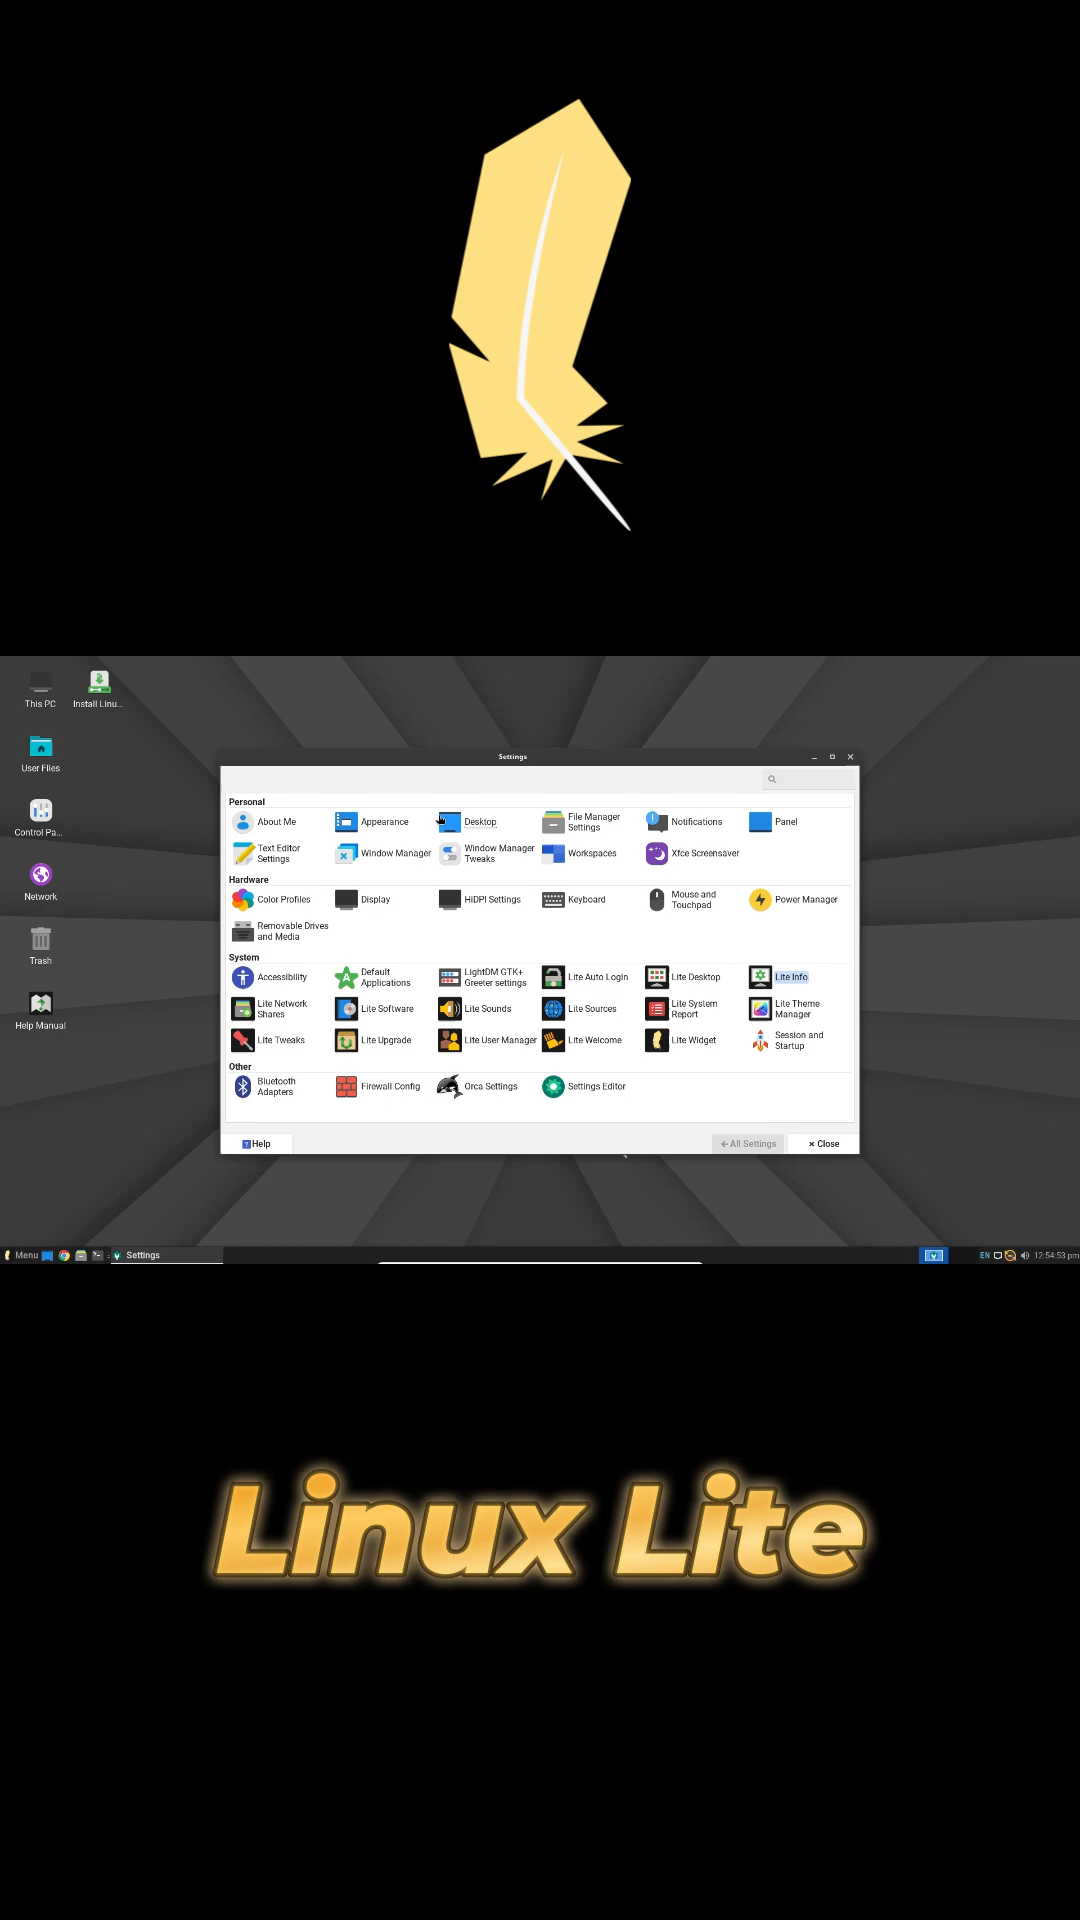 This PC
Install Linu...
User Files
Control Pa...
Network
Trash
Help Manual
Settings
Personal
About Me
Appearance
Desktop
File Manager
Settings
Notifications
Panel
Text Editor
Settings
Window Manager
Window Manager
Tweaks
Workspaces
Xfce Screensaver
Hardware
Color Profiles
Display
HiDPI Settings
Keyboard
Mouse and
Touchpad
Power Manager
Removable Drives
and Media
System
Accessibility
Default
Applications
LightDM GTK+
Greeter settings
Lite Auto Login
Lite Desktop
Lite Info
Lite Network
Shares
Lite Software
Lite Sounds
Lite Sources
Lite System
Report
Lite Theme
Manager
Lite Tweaks
Lite Upgrade
Lite User Manager
Lite Welcome
Lite Widget
Session and
Startup
Other
Bluetooth
Adapters
Firewall Config
Orca Settings
Settings Editor
Help
All Settings
Close
Menu
Settings
EN
12:54:53 pm
Linux Lite